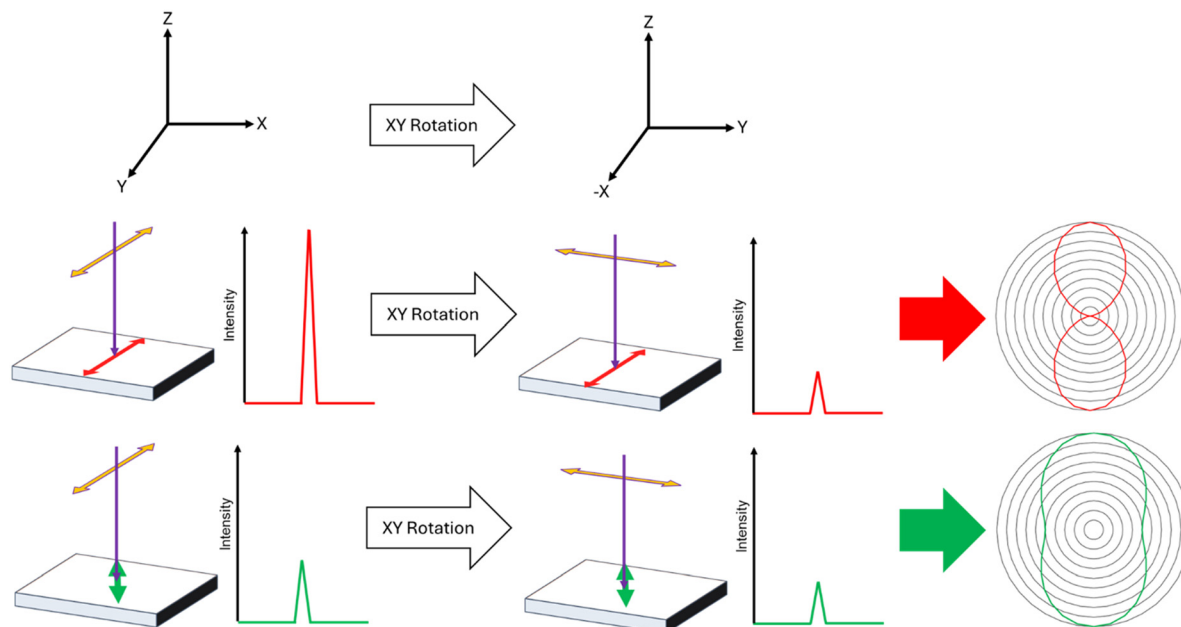 Z
Z
X
XY Rotation
Y
Y
-X
Intensity
XY Rotation
Intensity
Intensity
XY Rotation
Intensity